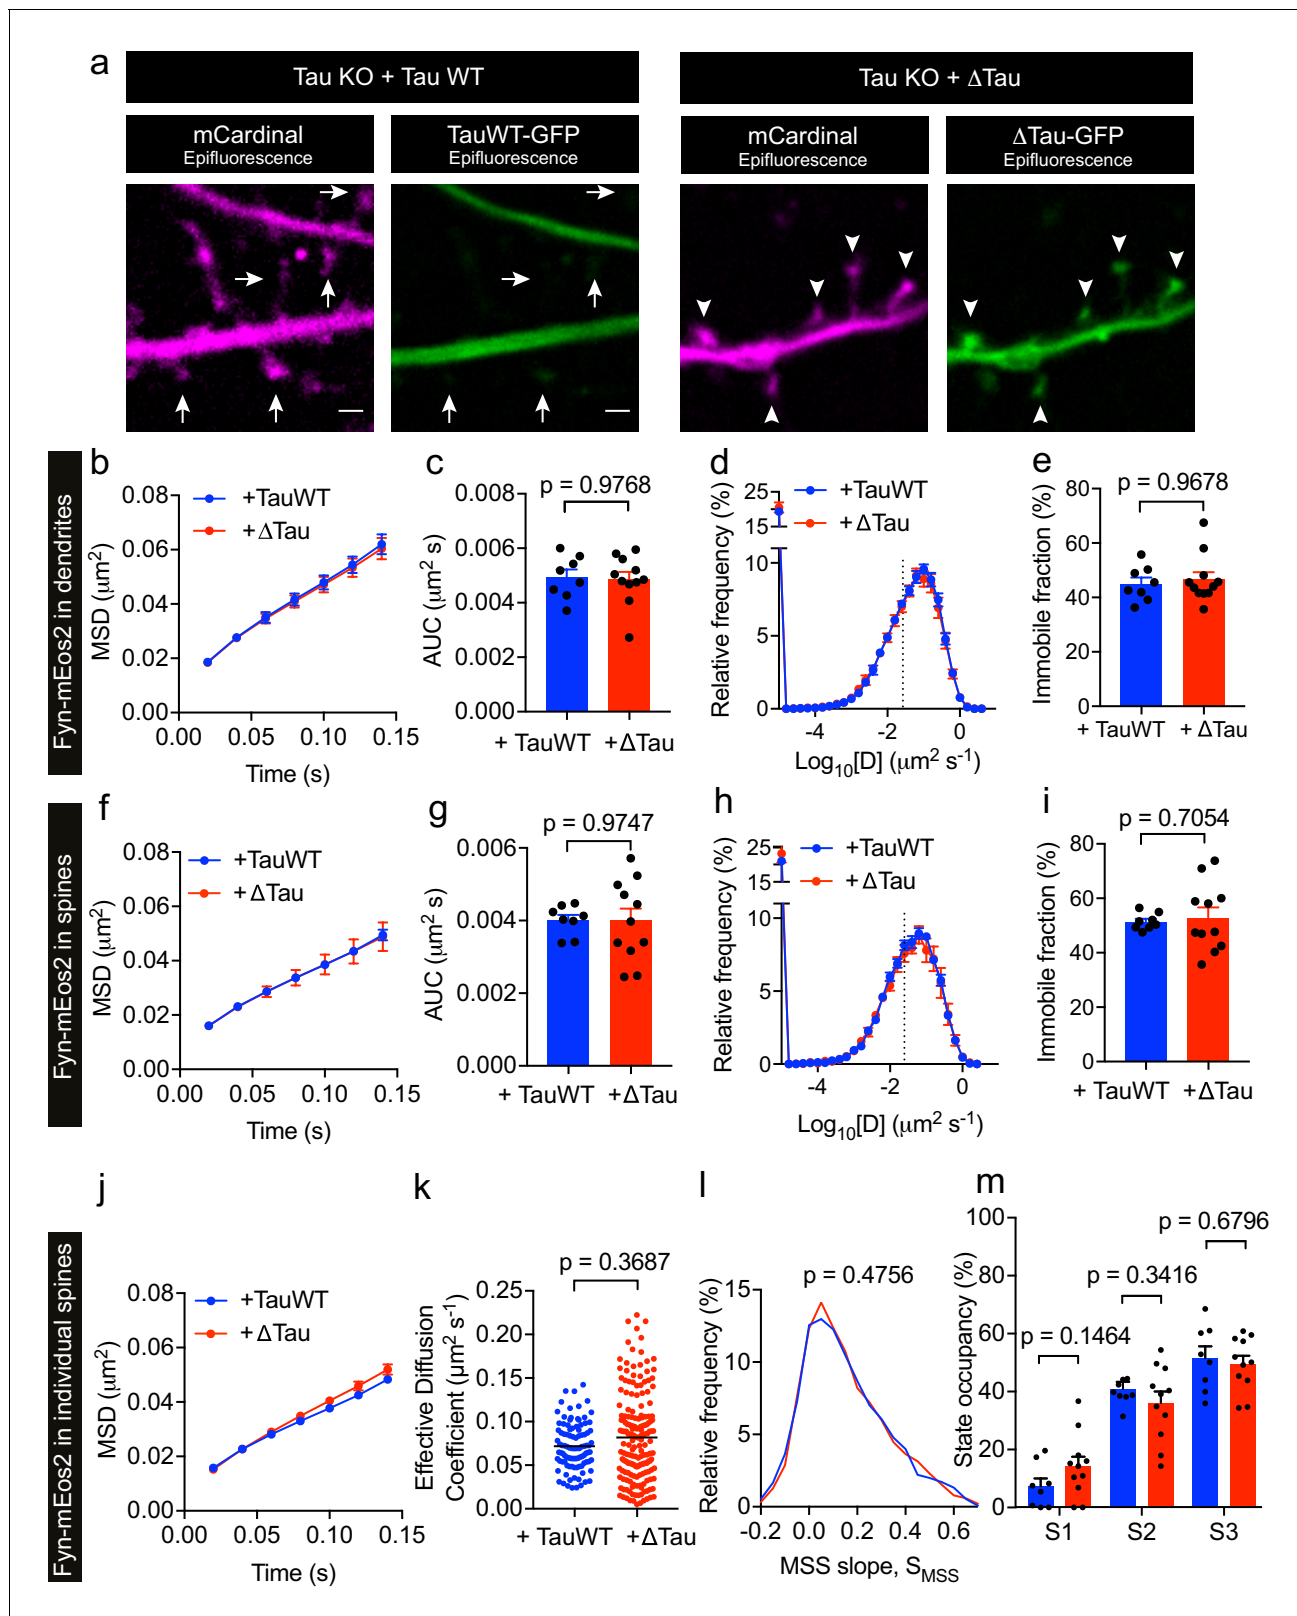 a
Tau KO + Tau WT
Tau KO + ΔTau
mCardinal
Epifluorescence
TauWT-GFP
Epifluorescence
mCardinal
Epifluorescence
ΔTau-GFP
Epifluorescence
Fyn-mEos2 in dendrites
b
+TauWT
+ΔTau
MSD (μm²)
0.08
0.06
0.04
0.02
0.00
0.00 0.05 0.10 0.15
Time (s)
c
p = 0.9768
AUC (μm² s)
0.008
0.006
0.004
0.002
0.000
+ TauWT +ΔTau
d
+TauWT
+ΔTau
Relative frequency (%)
25
15
10
5
0
-4 -2 0
Log₁₀[D] (μm² s⁻¹)
e
p = 0.9678
Immobile fraction (%)
80
60
40
20
0
+ TauWT +ΔTau
Fyn-mEos2 in spines
f
+TauWT
+ΔTau
MSD (μm²)
0.08
0.06
0.04
0.02
0.00
0.00 0.05 0.10 0.15
Time (s)
g
p = 0.9747
AUC (μm² s)
0.006
0.004
0.002
0.000
+ TauWT +ΔTau
h
+TauWT
+ΔTau
Relative frequency (%)
25
15
10
5
0
-4 -2 0
Log₁₀[D] (μm² s⁻¹)
i
p = 0.7054
Immobile fraction (%)
80
60
40
20
0
+ TauWT +ΔTau
Fyn-mEos2 in individual spines
j
+TauWT
+ΔTau
MSD (μm²)
0.08
0.06
0.04
0.02
0.00
0.00 0.05 0.10 0.15
Time (s)
k
p = 0.3687
Effective Diffusion
Coefficient (μm² s⁻¹)
0.25
0.20
0.15
0.10
0.05
0.00
+ TauWT +ΔTau
l
p = 0.4756
Relative frequency (%)
15
10
5
0
-0.2 0.0 0.2 0.4 0.6
MSS slope, S_MSS
m
p = 0.6796
p = 0.3416
p = 0.1464
State occupancy (%)
100
80
60
40
20
0
S1 S2 S3